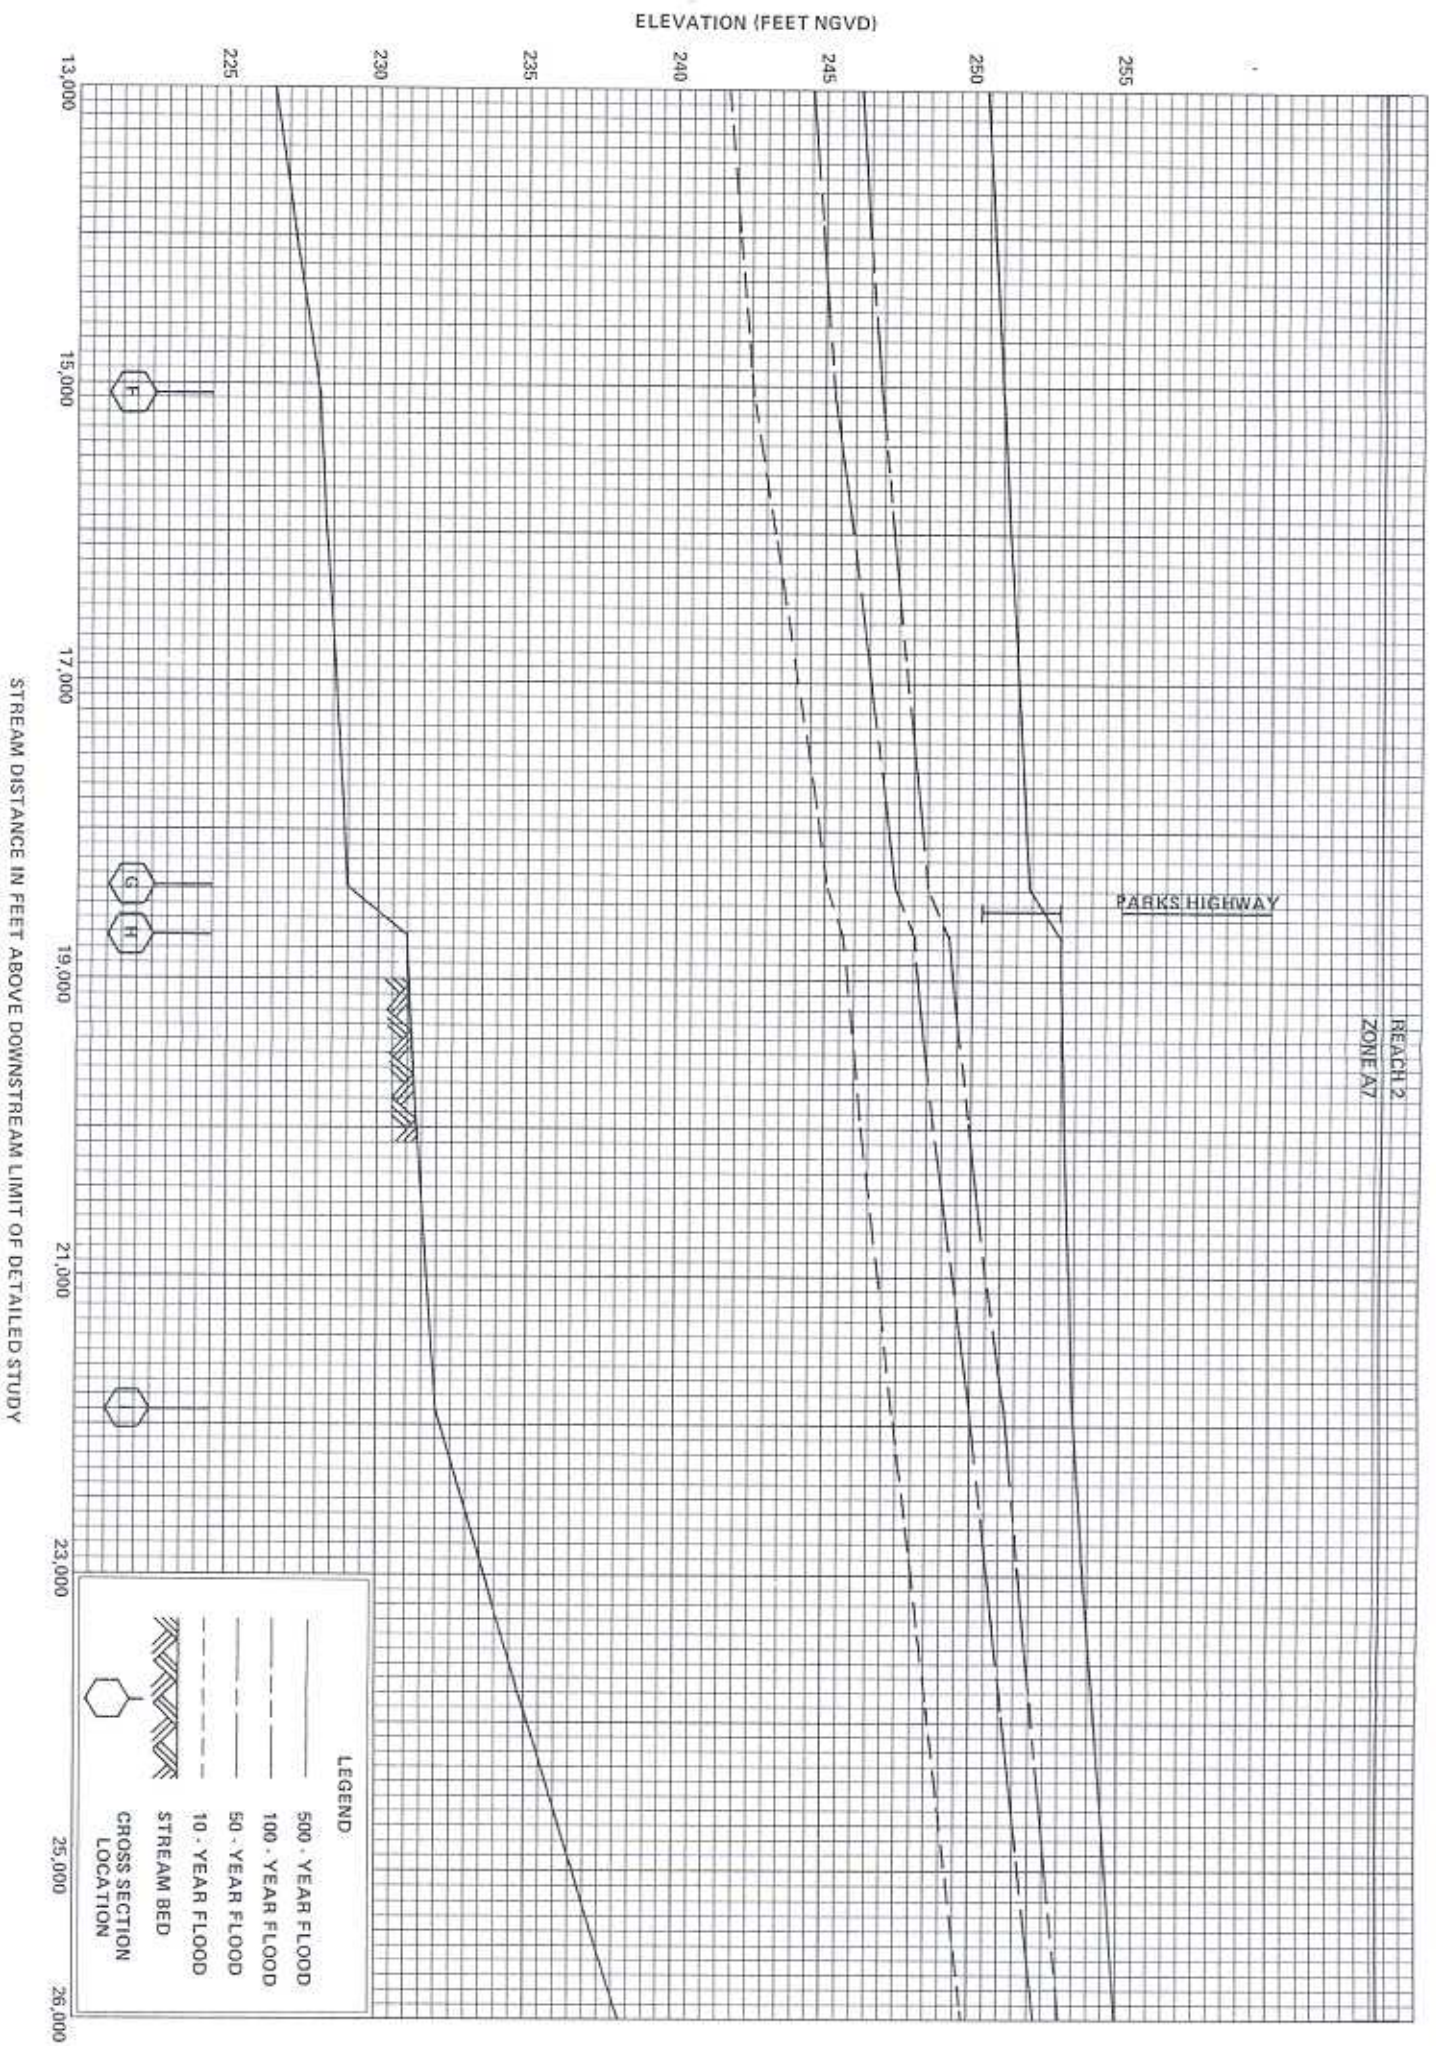 ELEVATION (FEET NGVD)
225
230
235
240
245
250
255
13,000
15,000
17,000
19,000
21,000
23,000
25,000
26,000
STREAM DISTANCE IN FEET ABOVE DOWNSTREAM LIMIT OF DETAILED STUDY
REACH 2
ZONE A7
PARKS HIGHWAY
F
G
H
I
LEGEND
500 - YEAR FLOOD
100 - YEAR FLOOD
50 - YEAR FLOOD
10 - YEAR FLOOD
STREAM BED
CROSS SECTION
LOCATION